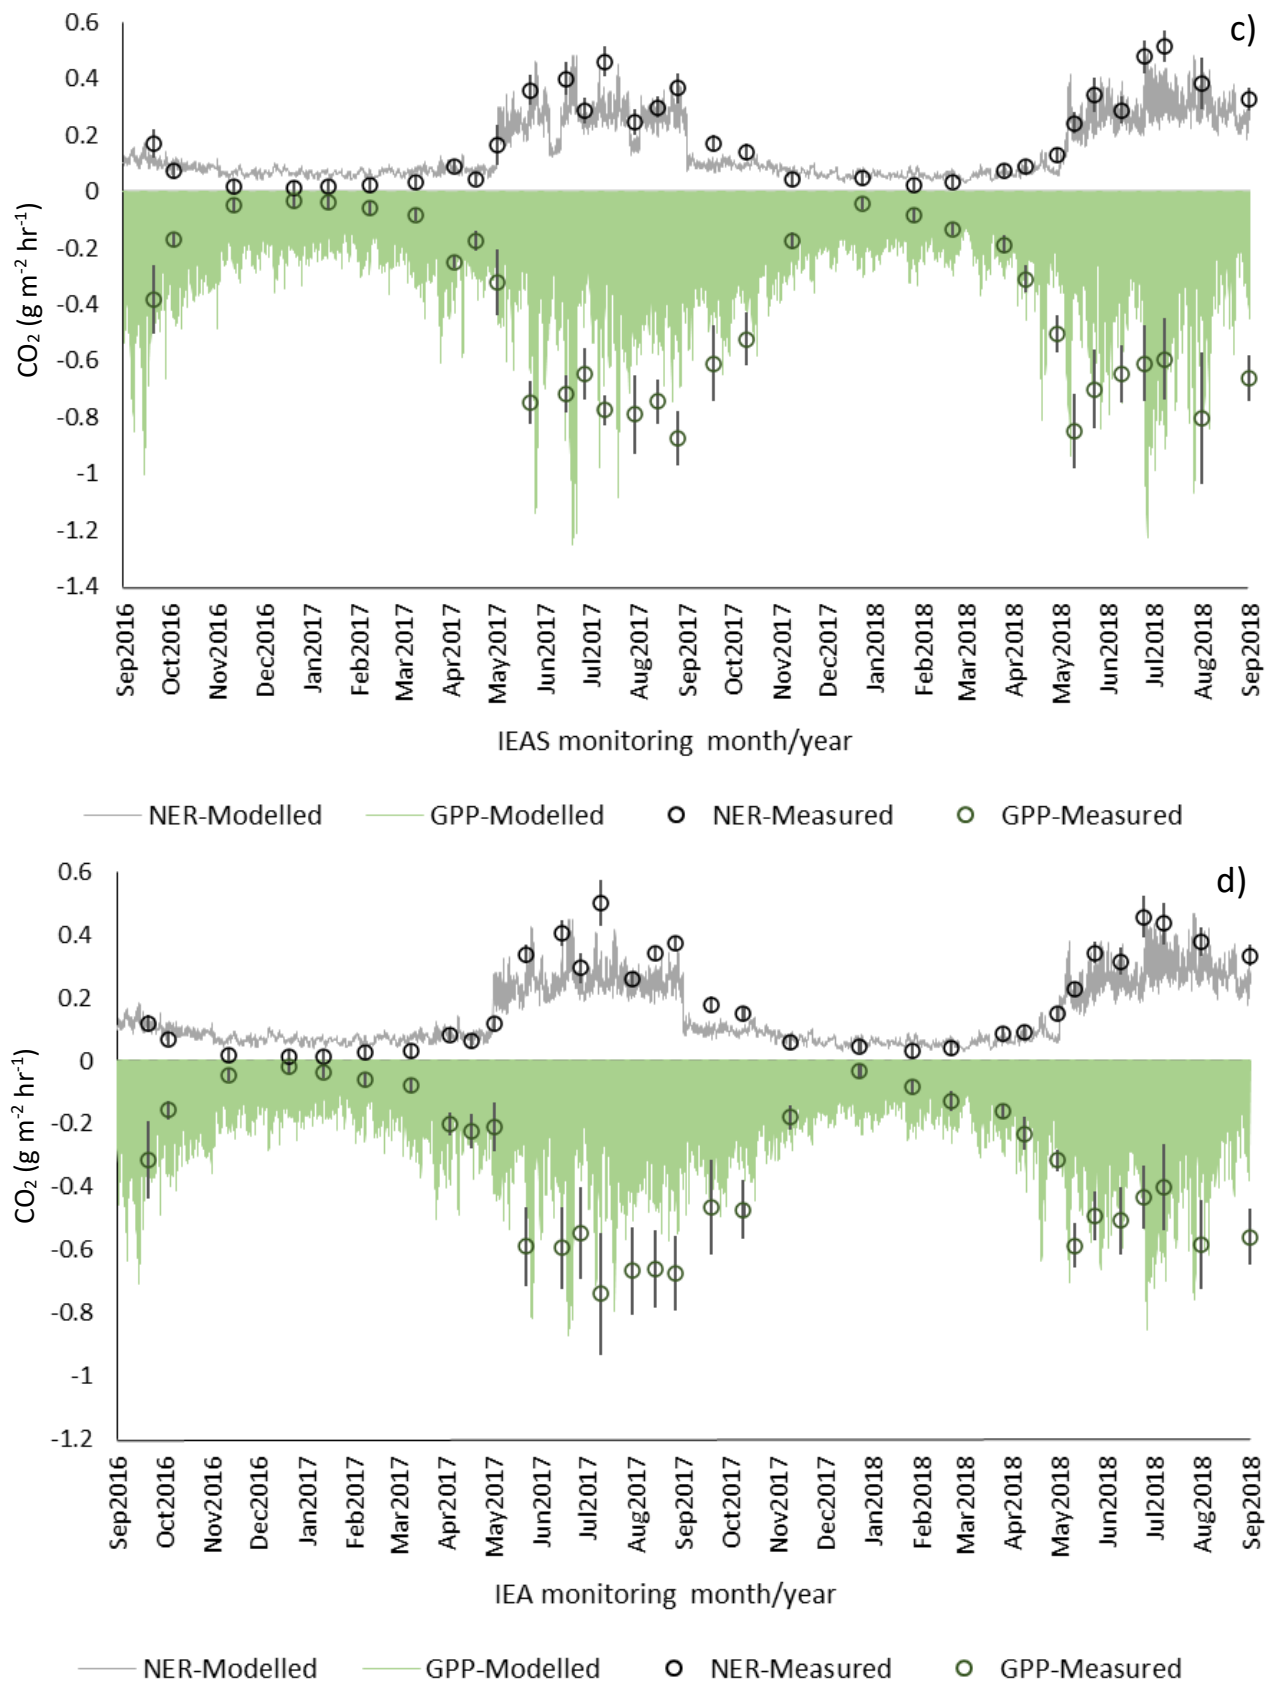 c)
0.6
0.4
0.2
0
-0.2
-0.4
-0.6
-0.8
-1
-1.2
-1.4
CO₂ (g m⁻² hr⁻¹)
Sep2016
Oct2016
Nov2016
Dec2016
Jan2017
Feb2017
Mar2017
Apr2017
May2017
Jun2017
Jul2017
Aug2017
Sep2017
Oct2017
Nov2017
Jan2018
Feb2018
Mar2018
Apr2018
May2018
Jun2018
Jul2018
Aug2018
Sep2018
IEAS monitoring month/year
NER-Modelled GPP-Modelled NER-Measured GPP-Measured
d)
0.6
0.4
0.2
0
-0.2
-0.4
-0.6
-0.8
-1
-1.2
CO₂ (g m⁻² hr⁻¹)
Sep2016
Oct2016
Nov2016
Dec2016
Jan2017
Feb2017
Mar2017
Apr2017
May2017
Jun2017
Jul2017
Aug2017
Sep2017
Oct2017
Nov2017
Jan2018
Feb2018
Mar2018
Apr2018
May2018
Jun2018
Jul2018
Aug2018
Sep2018
IEA monitoring month/year
NER-Modelled GPP-Modelled NER-Measured GPP-Measured